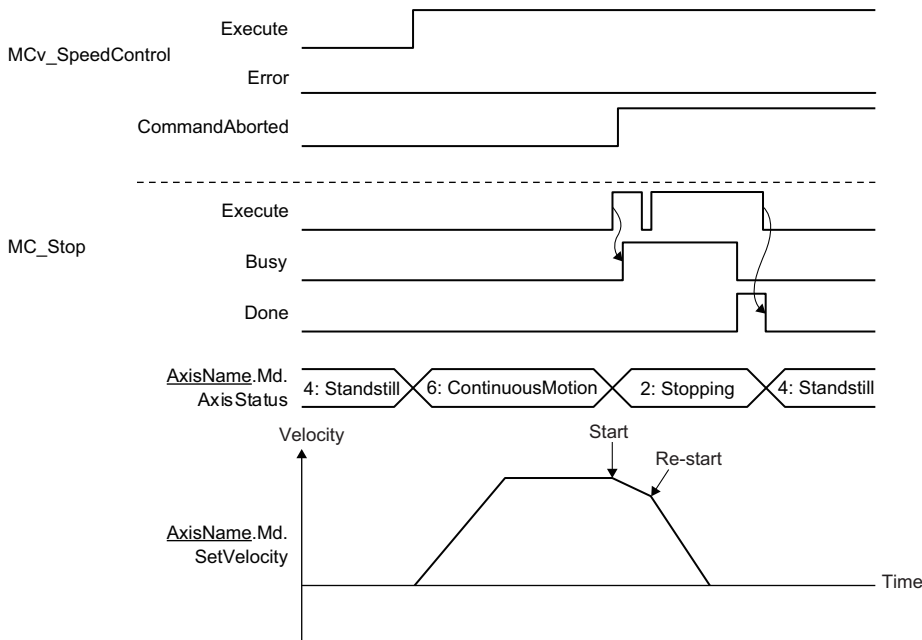 Execute
MCv_SpeedControl
Error
CommandAborted
Execute
MC_Stop
Busy
Done
AxisName.Md.
AxisStatus
4: Standstill
6: ContinuousMotion
2: Stopping
4: Standstill
Velocity
Start
Re-start
AxisName.Md.
SetVelocity
Time